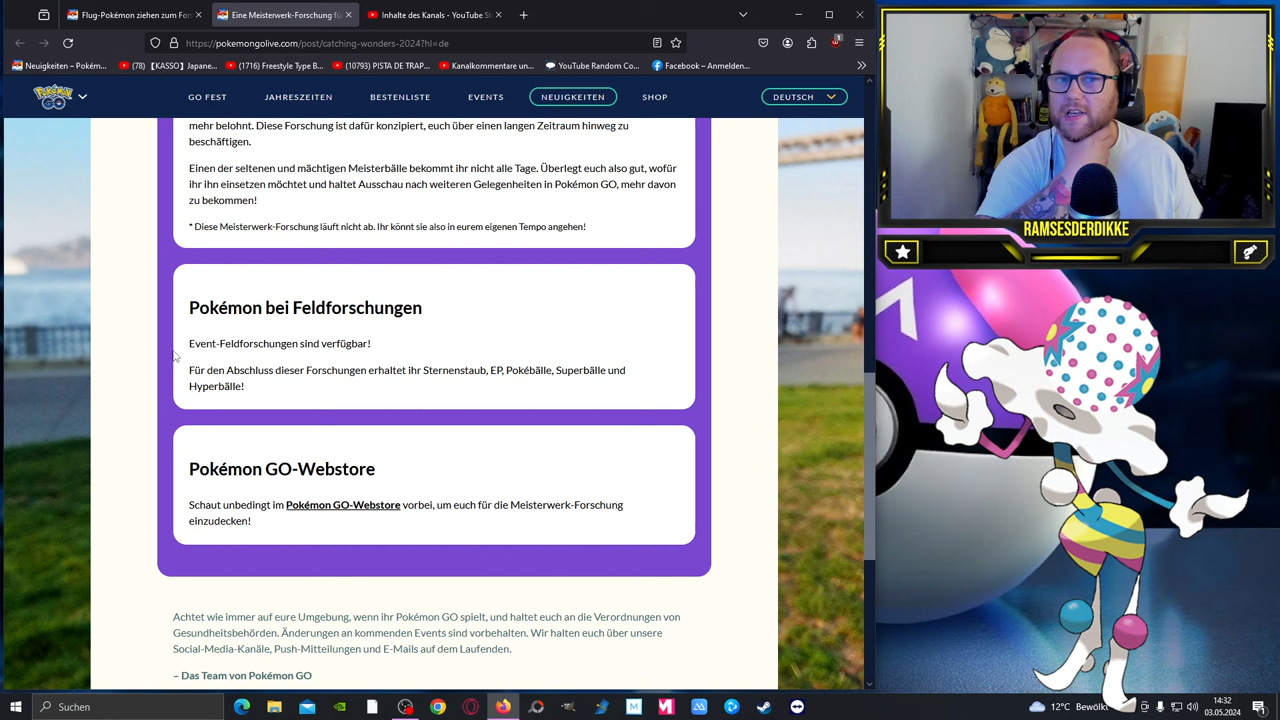 Flug-Pokémon ziehen zum For
Eine Meisterwerk-Forschung fü
Inhalte des Kanals - YouTube St
https://pokemongolive.com/post/catching-wonders-2024?hl=de
1
Neuigkeiten – Pokém...
(78) 【KASSO】Japane...
(1716) Freestyle Type B...
(10793) PISTA DE TRAP...
Kanalkommentare un...
YouTube Random Co...
Facebook – Anmelden...
POKÉMON GO
GO FEST
JAHRESZEITEN
BESTENLISTE
EVENTS
NEUIGKEITEN
SHOP
DEUTSCH
mehr belohnt. Diese Forschung ist dafür konzipiert, euch über einen langen Zeitraum hinweg zu
beschäftigen.
Einen der seltenen und mächtigen Meisterbälle bekommt ihr nicht alle Tage. Überlegt euch also gut, wofür
ihr ihn einsetzen möchtet und haltet Ausschau nach weiteren Gelegenheiten in Pokémon GO, mehr davon
zu bekommen!
* Diese Meisterwerk-Forschung läuft nicht ab. Ihr könnt sie also in eurem eigenen Tempo angehen!
Pokémon bei Feldforschungen
Event-Feldforschungen sind verfügbar!
Für den Abschluss dieser Forschungen erhaltet ihr Sternenstaub, EP, Pokébälle, Superbälle und
Hyperbälle!
Pokémon GO-Webstore
Schaut unbedingt im Pokémon GO-Webstore vorbei, um euch für die Meisterwerk-Forschung
einzudecken!
Achtet wie immer auf eure Umgebung, wenn ihr Pokémon GO spielt, und haltet euch an die Verordnungen von
Gesundheitsbehörden. Änderungen an kommenden Events sind vorbehalten. Wir halten euch über unsere
Social-Media-Kanäle, Push-Mitteilungen und E-Mails auf dem Laufenden.
– Das Team von Pokémon GO
RAMSESDERDIKKE
Suchen
12°C Bewölkt
14:32
03.05.2024